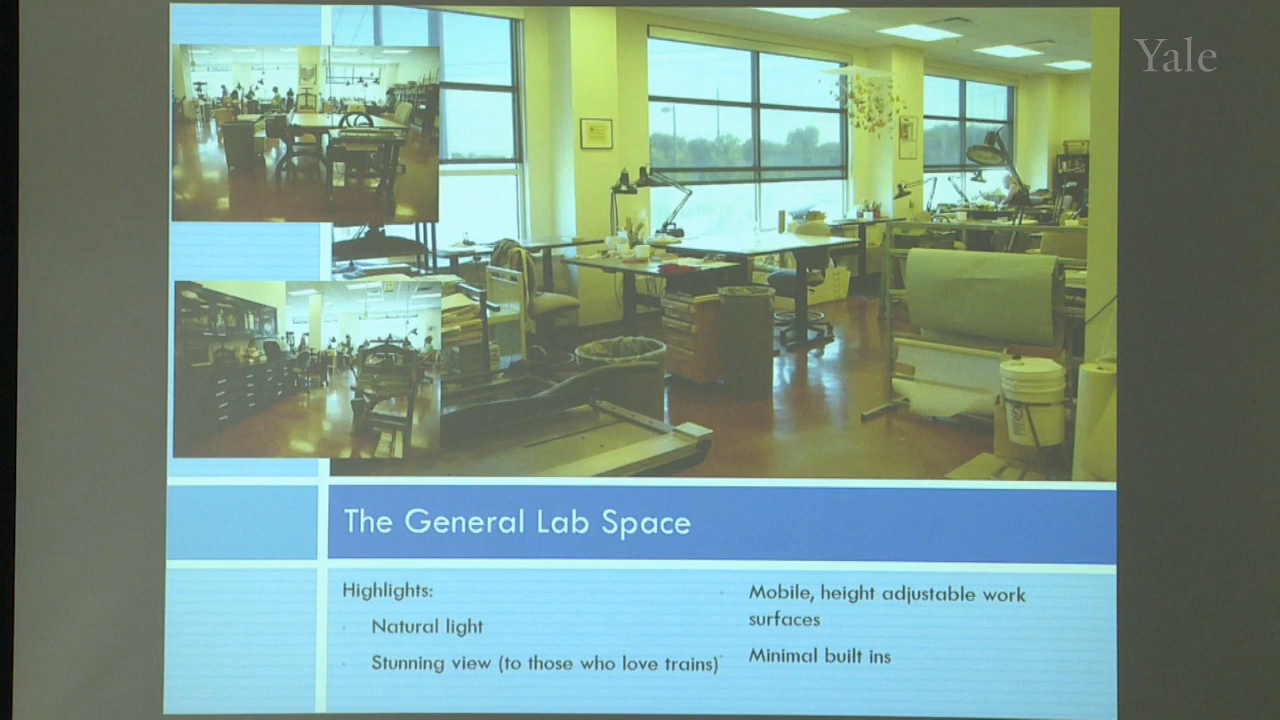 Yale
The General Lab Space
Highlights:
Natural light
Stunning view (to those who love trains)
Mobile, height adjustable work
surfaces
Minimal built ins